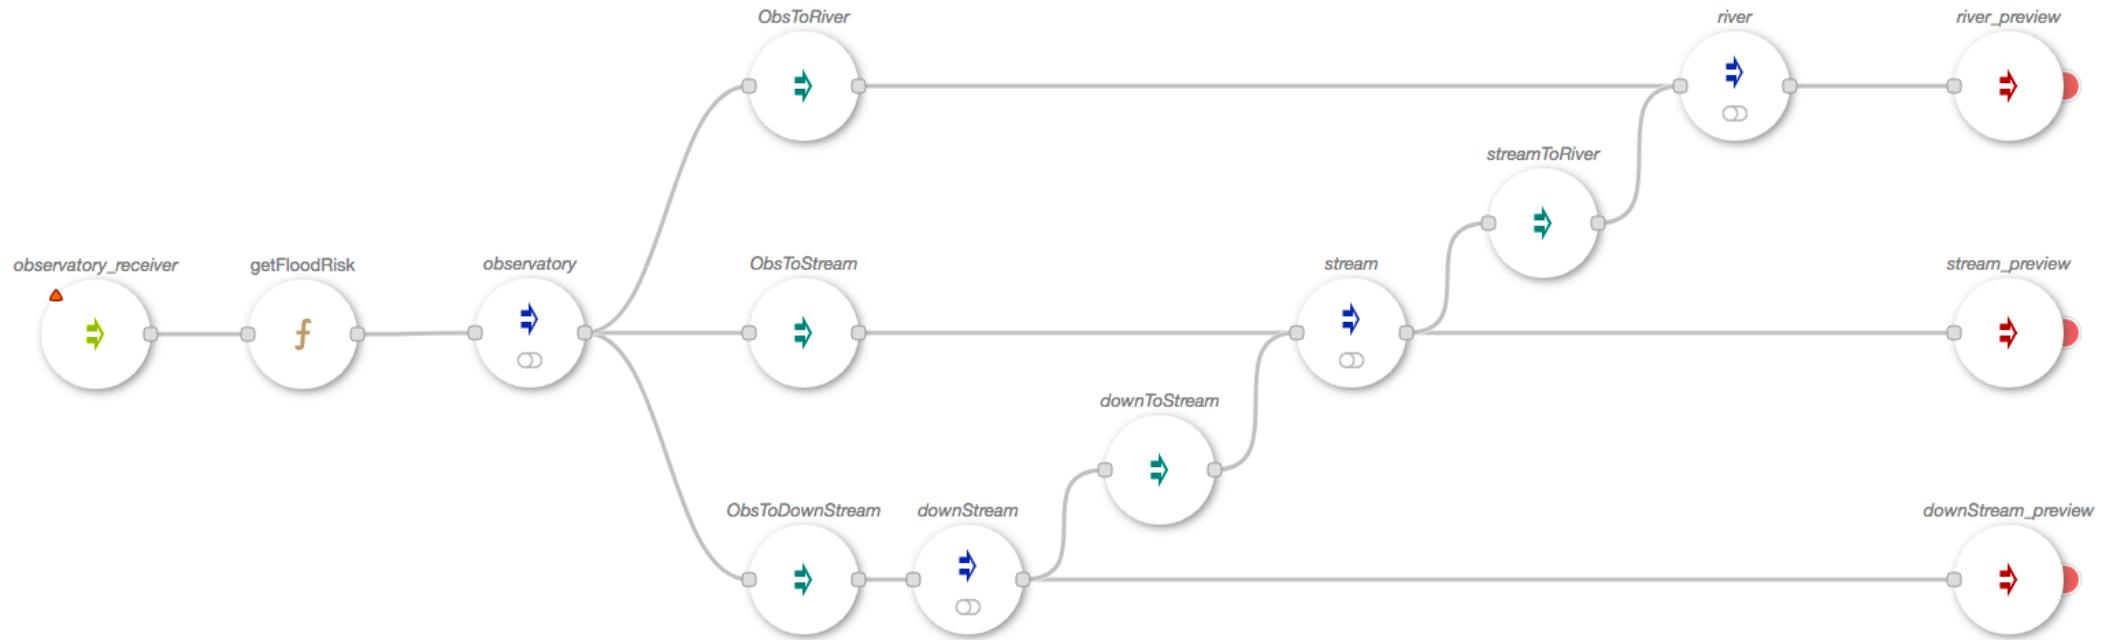 ObsToRiver
river
river_preview
streamToRiver
observatory_receiver
getFloodRisk
observatory
ObsToStream
stream
stream_preview
downToStream
ObsToDownStream
downStream
downStream_preview